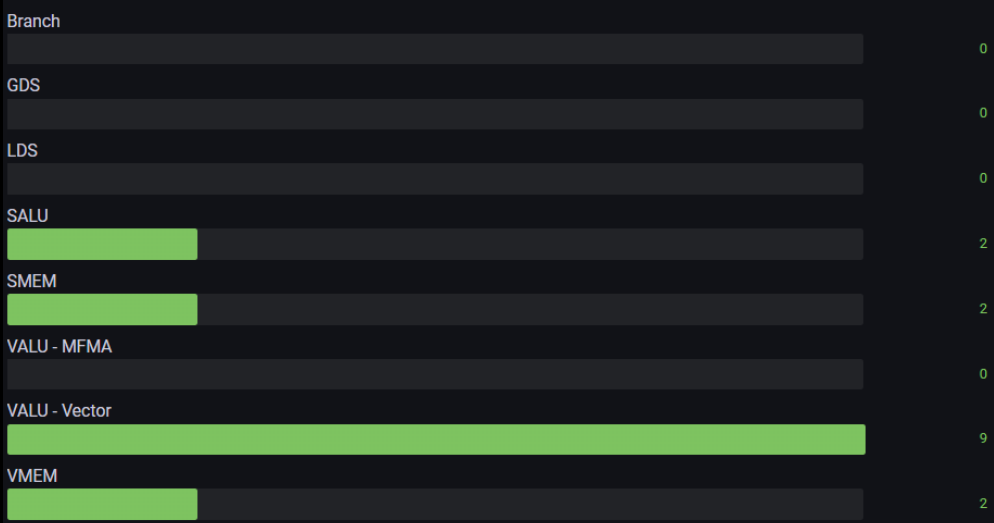 Branch
0
GDS
0
LDS
0
SALU
2
SMEM
2
VALU - MFMA
0
VALU - Vector
9
VMEM
2